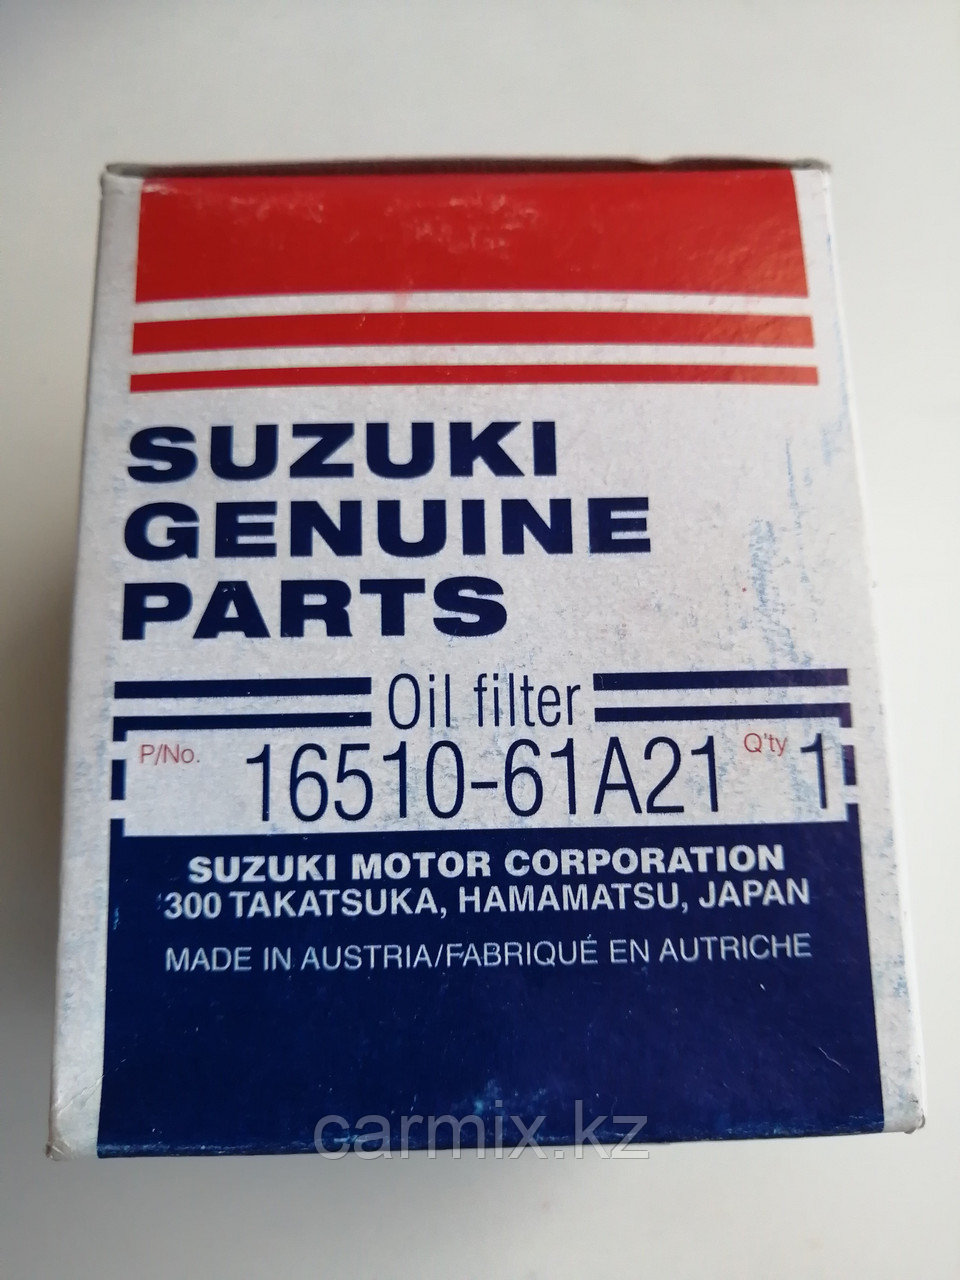 SUZUKI
GENUINE
PARTS
Oil filter
P/No. 16510-61A21 Q'ty 1
SUZUKI MOTOR CORPORATION
300 TAKATSUKA, HAMAMATSU, JAPAN
MADE IN AUSTRIA/FABRIQUÉ EN AUTRICHE
carmix.kz